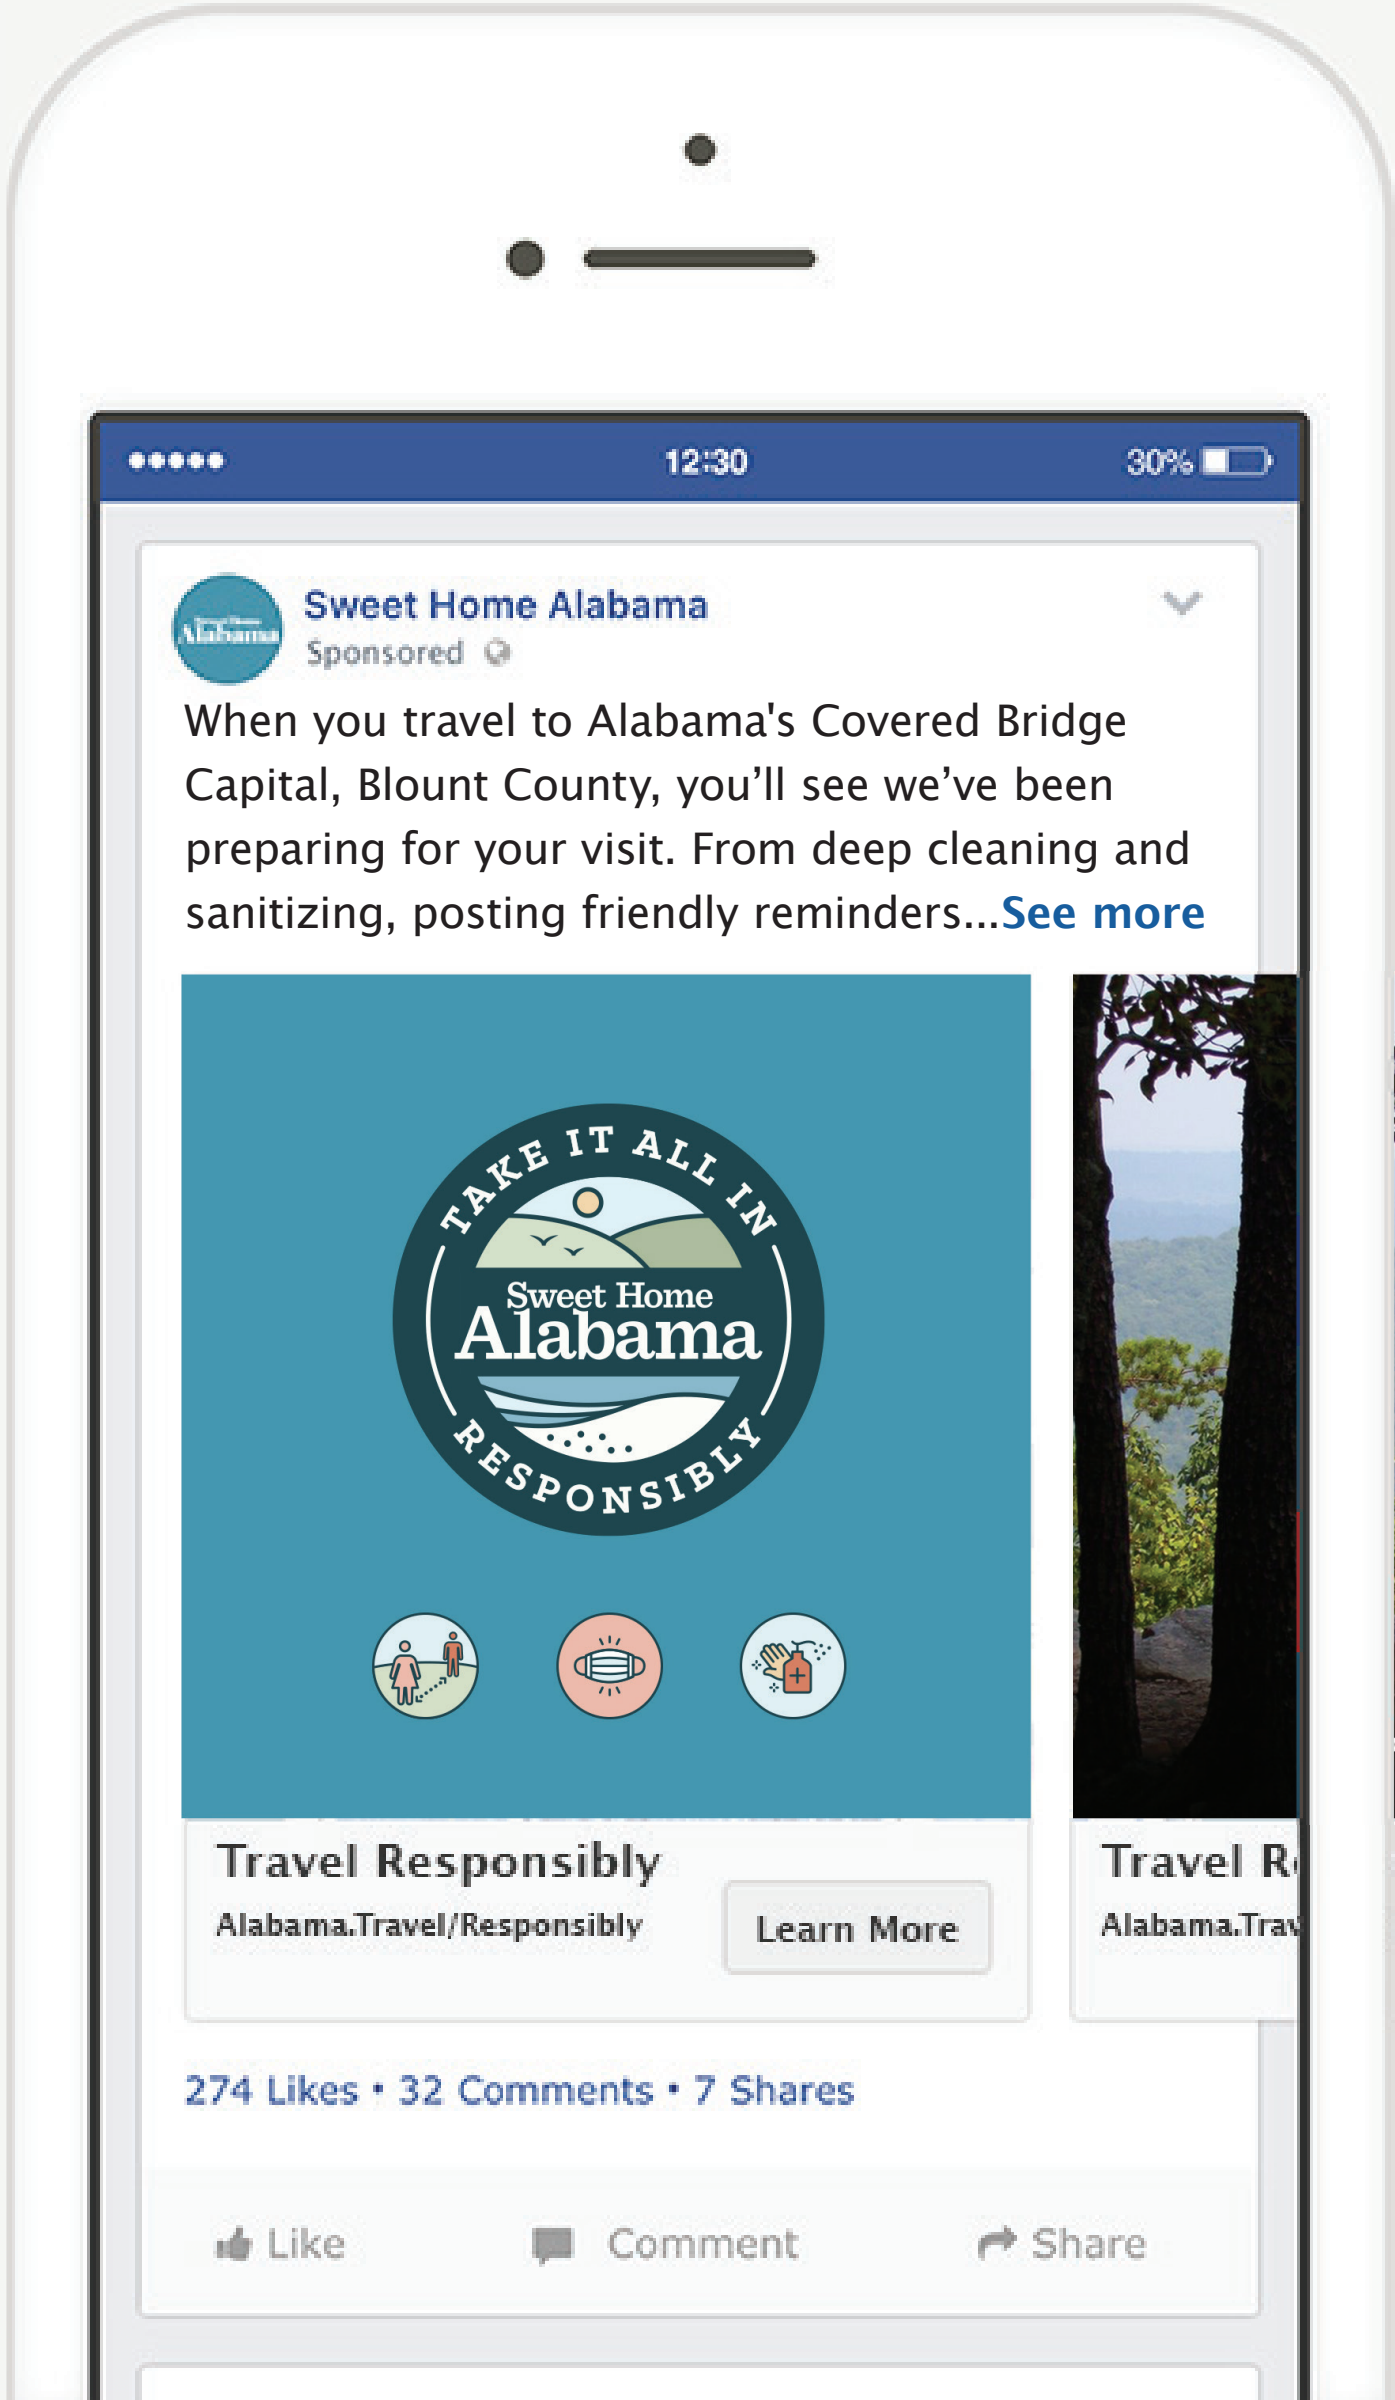 12:30
30%
Sweet Home
Alabama
Sweet Home Alabama
Sponsored
When you travel to Alabama's Covered Bridge
Capital, Blount County, you’ll see we’ve been
preparing for your visit. From deep cleaning and
sanitizing, posting friendly reminders...See more
TAKE IT ALL IN
Sweet Home
Alabama
RESPONSIBLY
Travel Responsibly
Alabama.Travel/Responsibly
Learn More
Travel R
Alabama.Trav
274 Likes • 32 Comments • 7 Shares
Like
Comment
Share